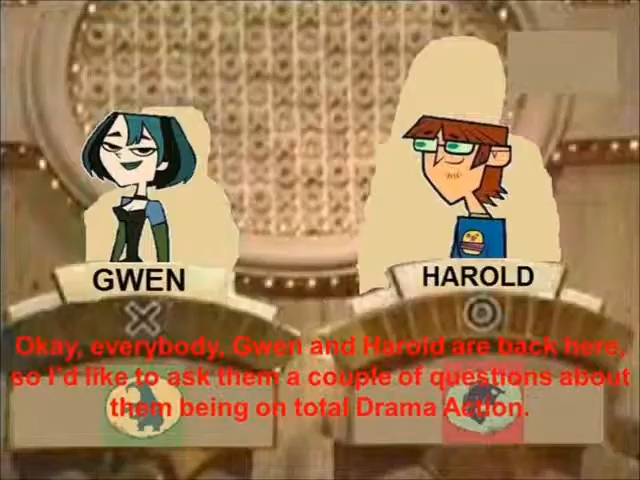 GWEN
HAROLD
Okay, everybody, Gwen and Harold are back here,
so I'd like to ask them a couple of questions about
them being on total Drama Action.